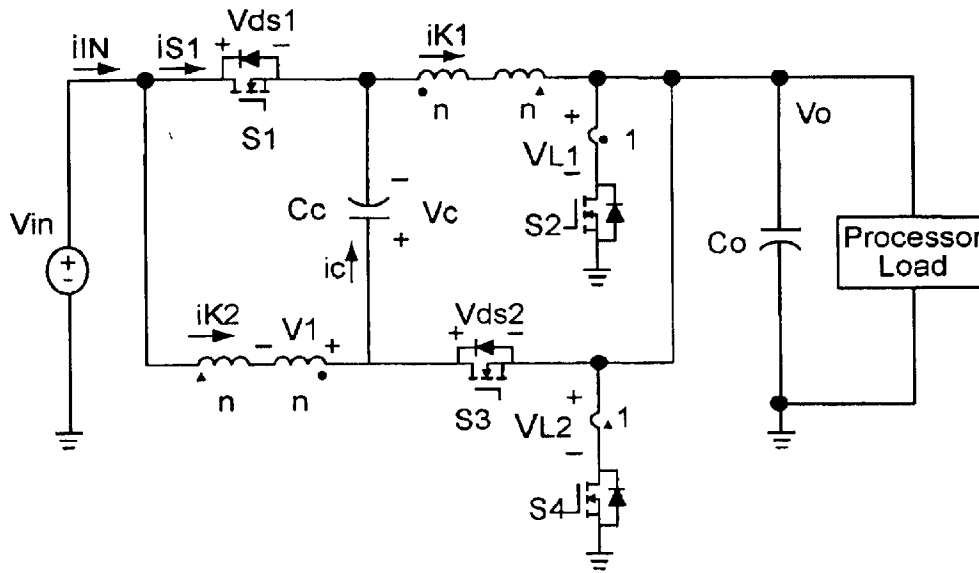 iIN
iS1
Vds1
+ −
S1
iK1
n n
Vin
+
−
Cc
−
Vc
+
ic
+
VL1
−
1
S2
Vo
Co
Processor
Load
iK2
− V1 +
n n
Vds2
+ −
S3
+
VL2
−
1
S4